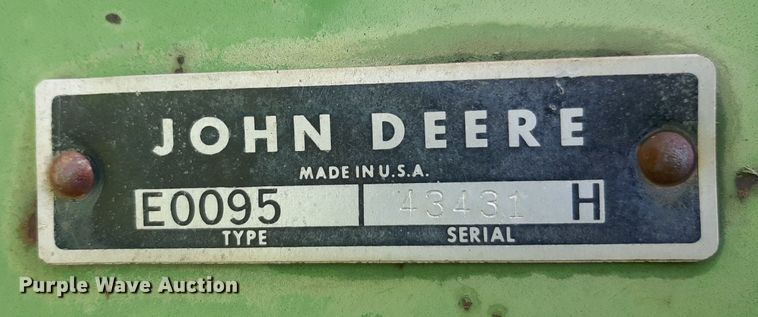 JOHN DEERE
MADE IN U.S.A.
E0095 43431 H
TYPE SERIAL
Purple Wave Auction